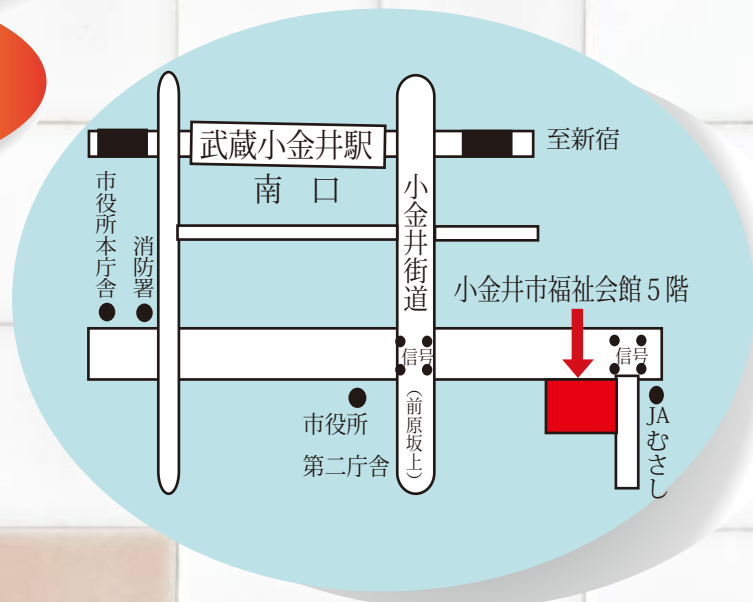 武蔵小金井駅
至新宿
南 口
市役所本庁舎
消防署
小金井街道
小金井市福祉会館5階
信号
信号
(前原坂上)
市役所
第二庁舎
JAむさし